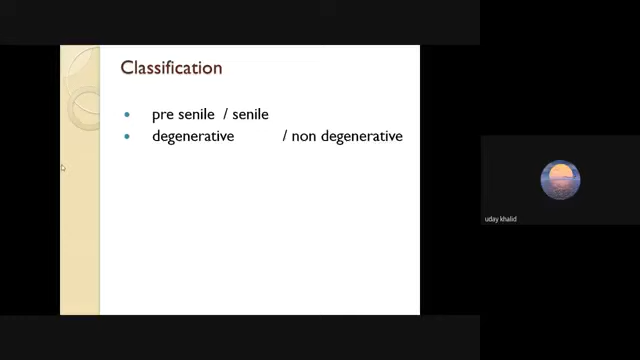 Classification
pre senile / senile
degenerative / non degenerative
uday khalid